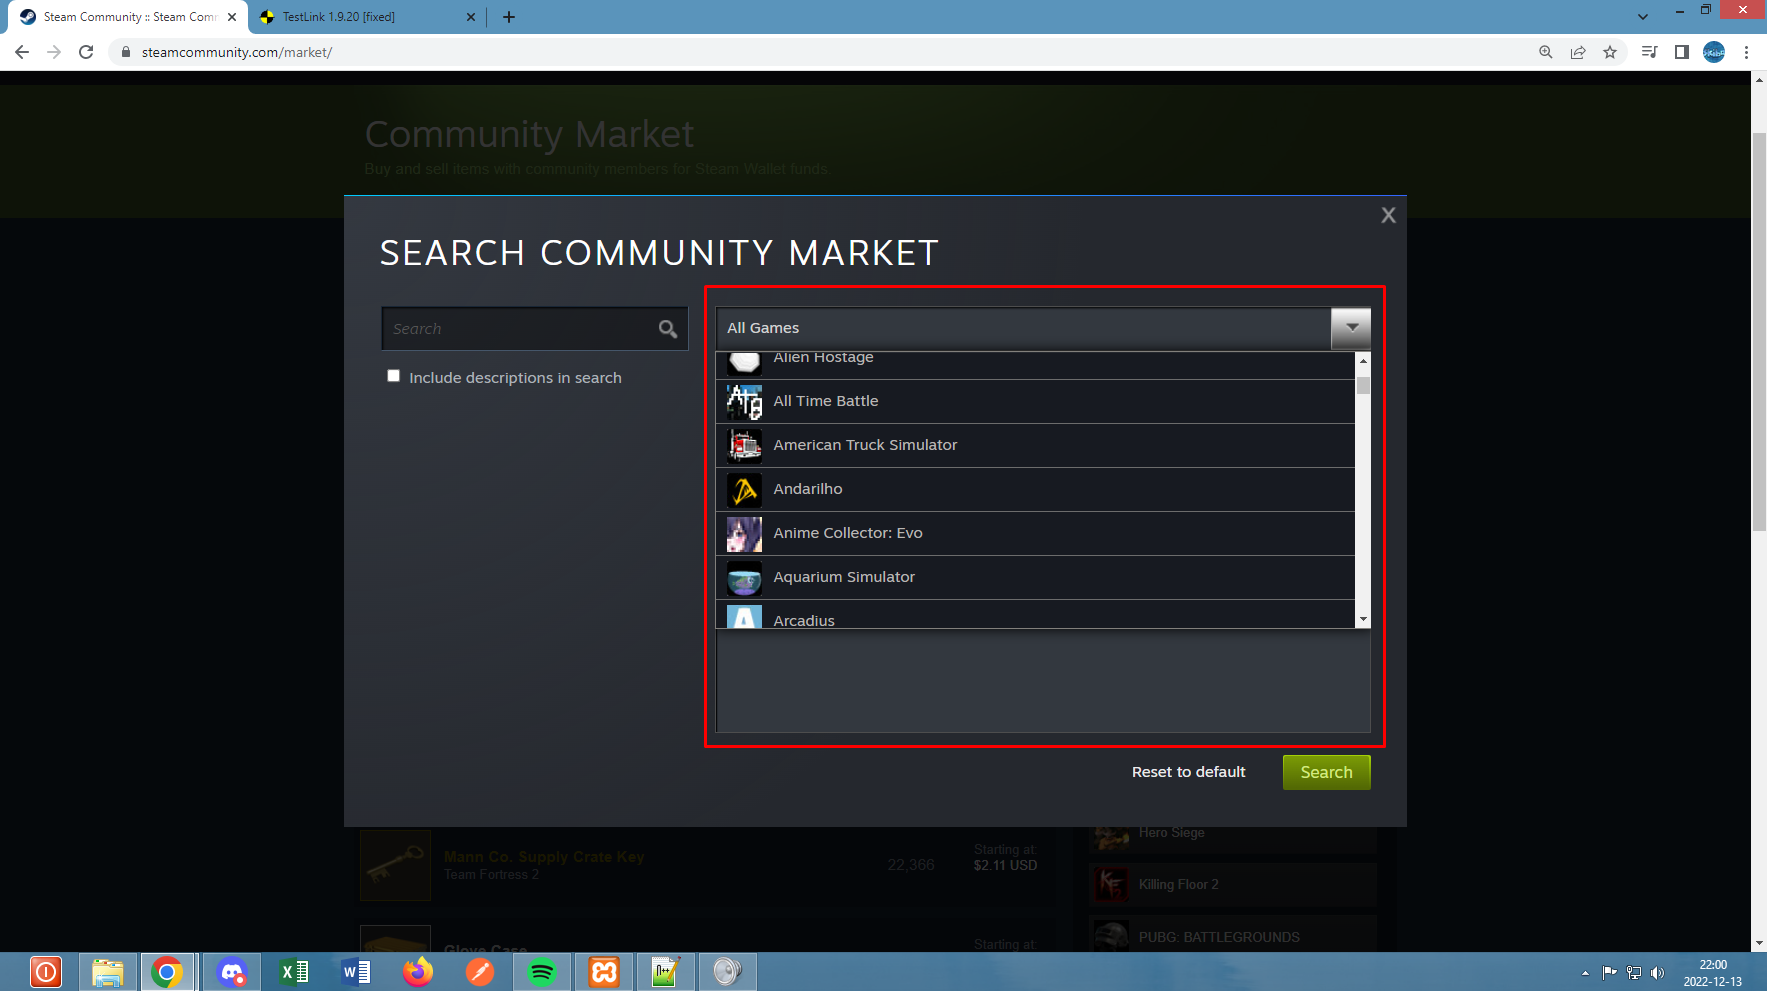 Steam Community :: Steam Com
TestLink 1.9.20 [fixed]
steamcommunity.com/market/
Community Market
Buy and sell items with community members for Steam Wallet funds.
X
SEARCH COMMUNITY MARKET
Search
Include descriptions in search
All Games
Alien Hostage
All Time Battle
American Truck Simulator
Andarilho
Anime Collector: Evo
Aquarium Simulator
Arcadius
Reset to default
Search
Mann Co. Supply Crate Key
Team Fortress 2
22,366
Starting at:
$2.11 USD
Glove Case
Starting at:
Hero Siege
Killing Floor 2
PUBG: BATTLEGROUNDS
22:00
2022-12-13